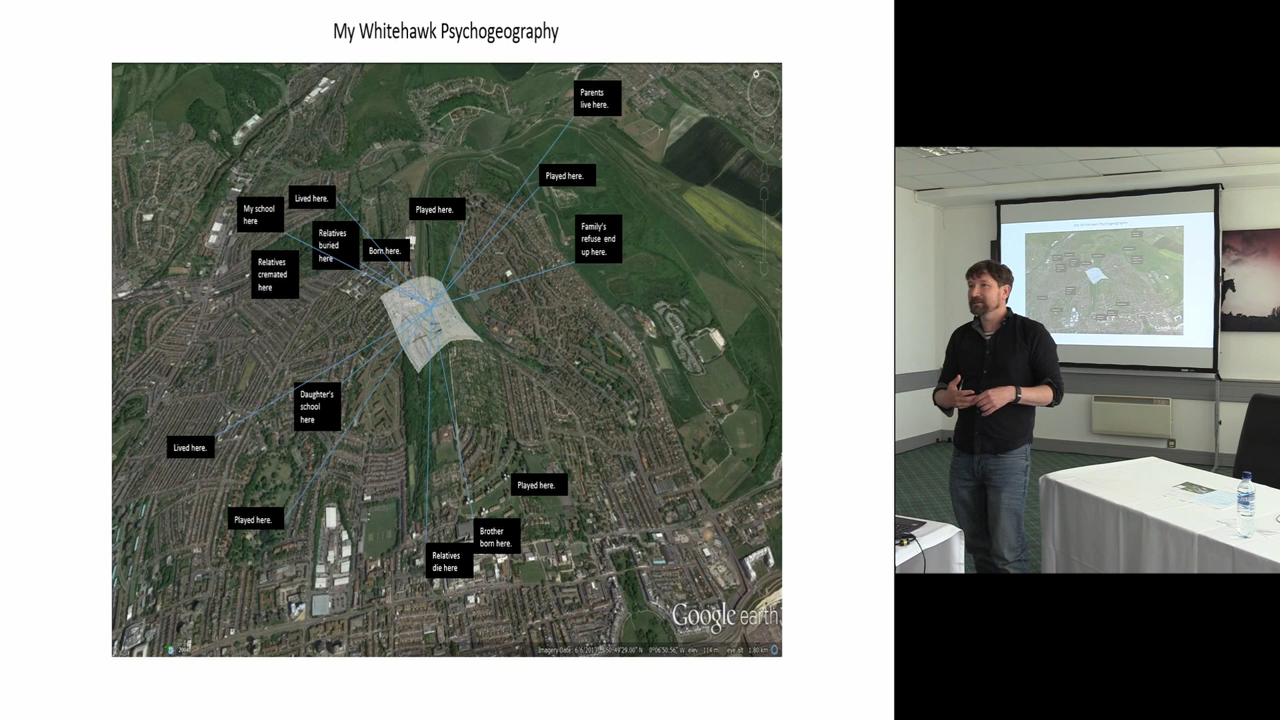 My Whitehawk Psychogeography
Parents
live here.
Played here.
Lived here.
My school
here
Played here.
Relatives
buried
here
Born here.
Family's
refuse end
up here.
Relatives
cremated
here
Daughter's
school
here
Lived here.
Played here.
Played here.
Brother
born here.
Relatives
die here
Google earth